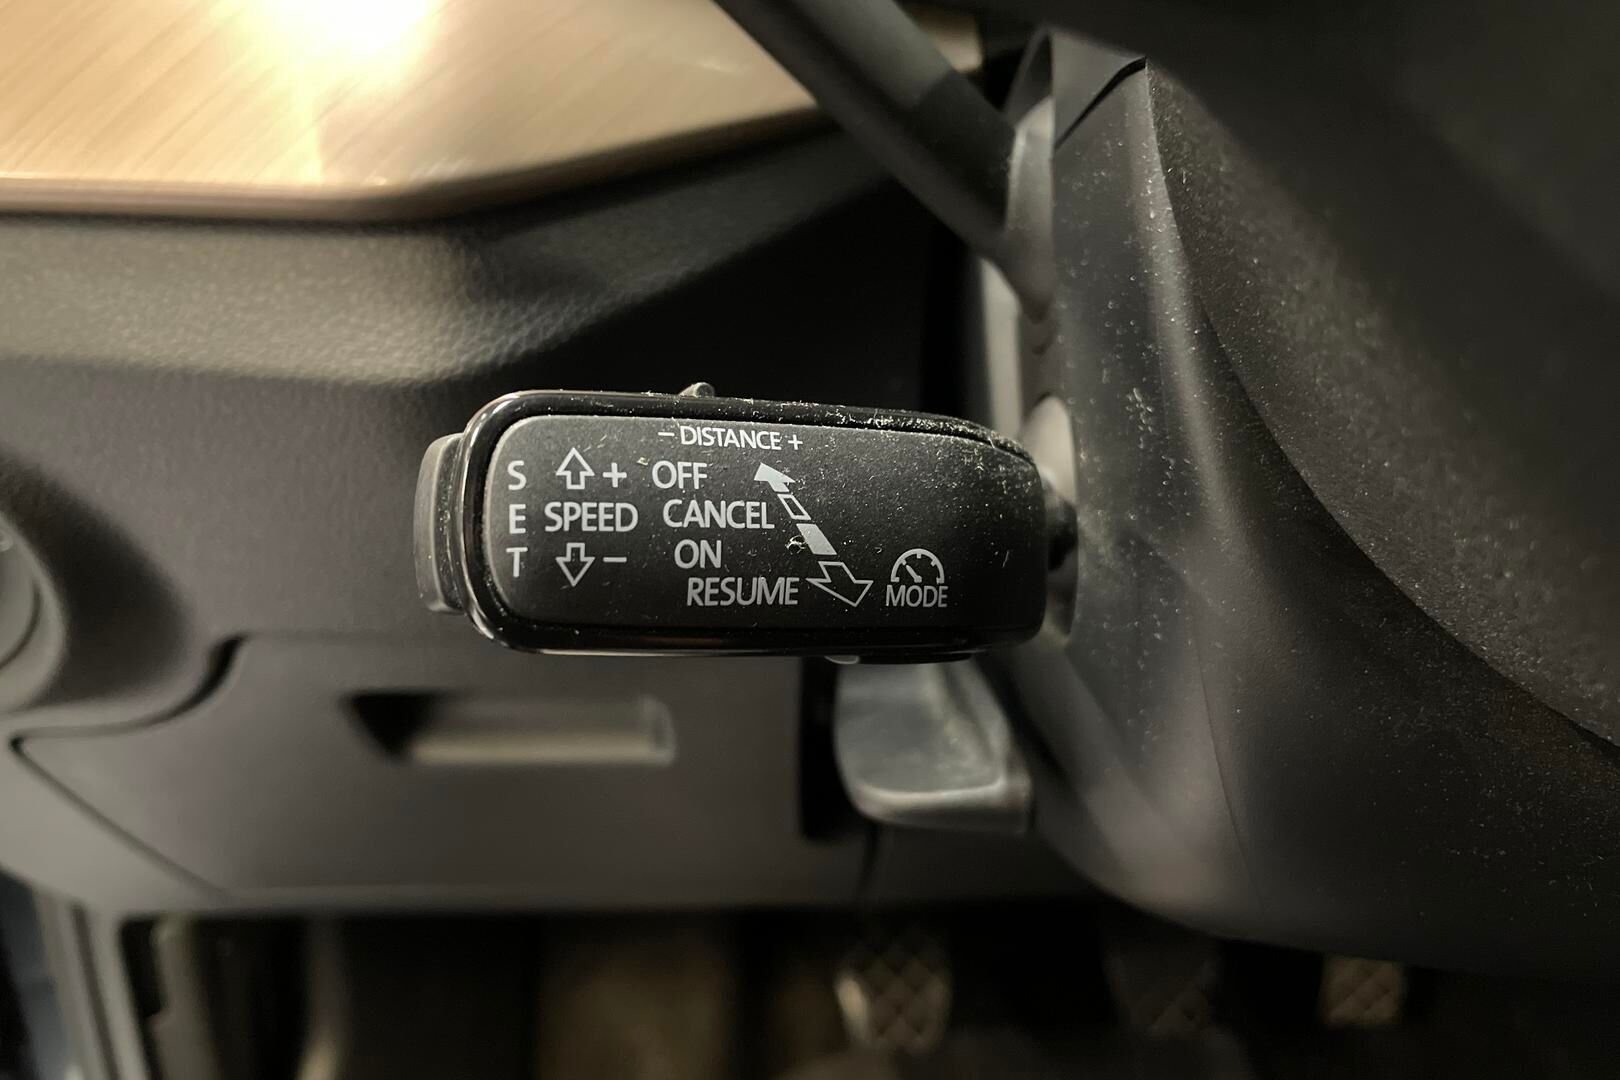 − DISTANCE +
S E T
+
SPEED
−
OFF
CANCEL
ON
RESUME
MODE